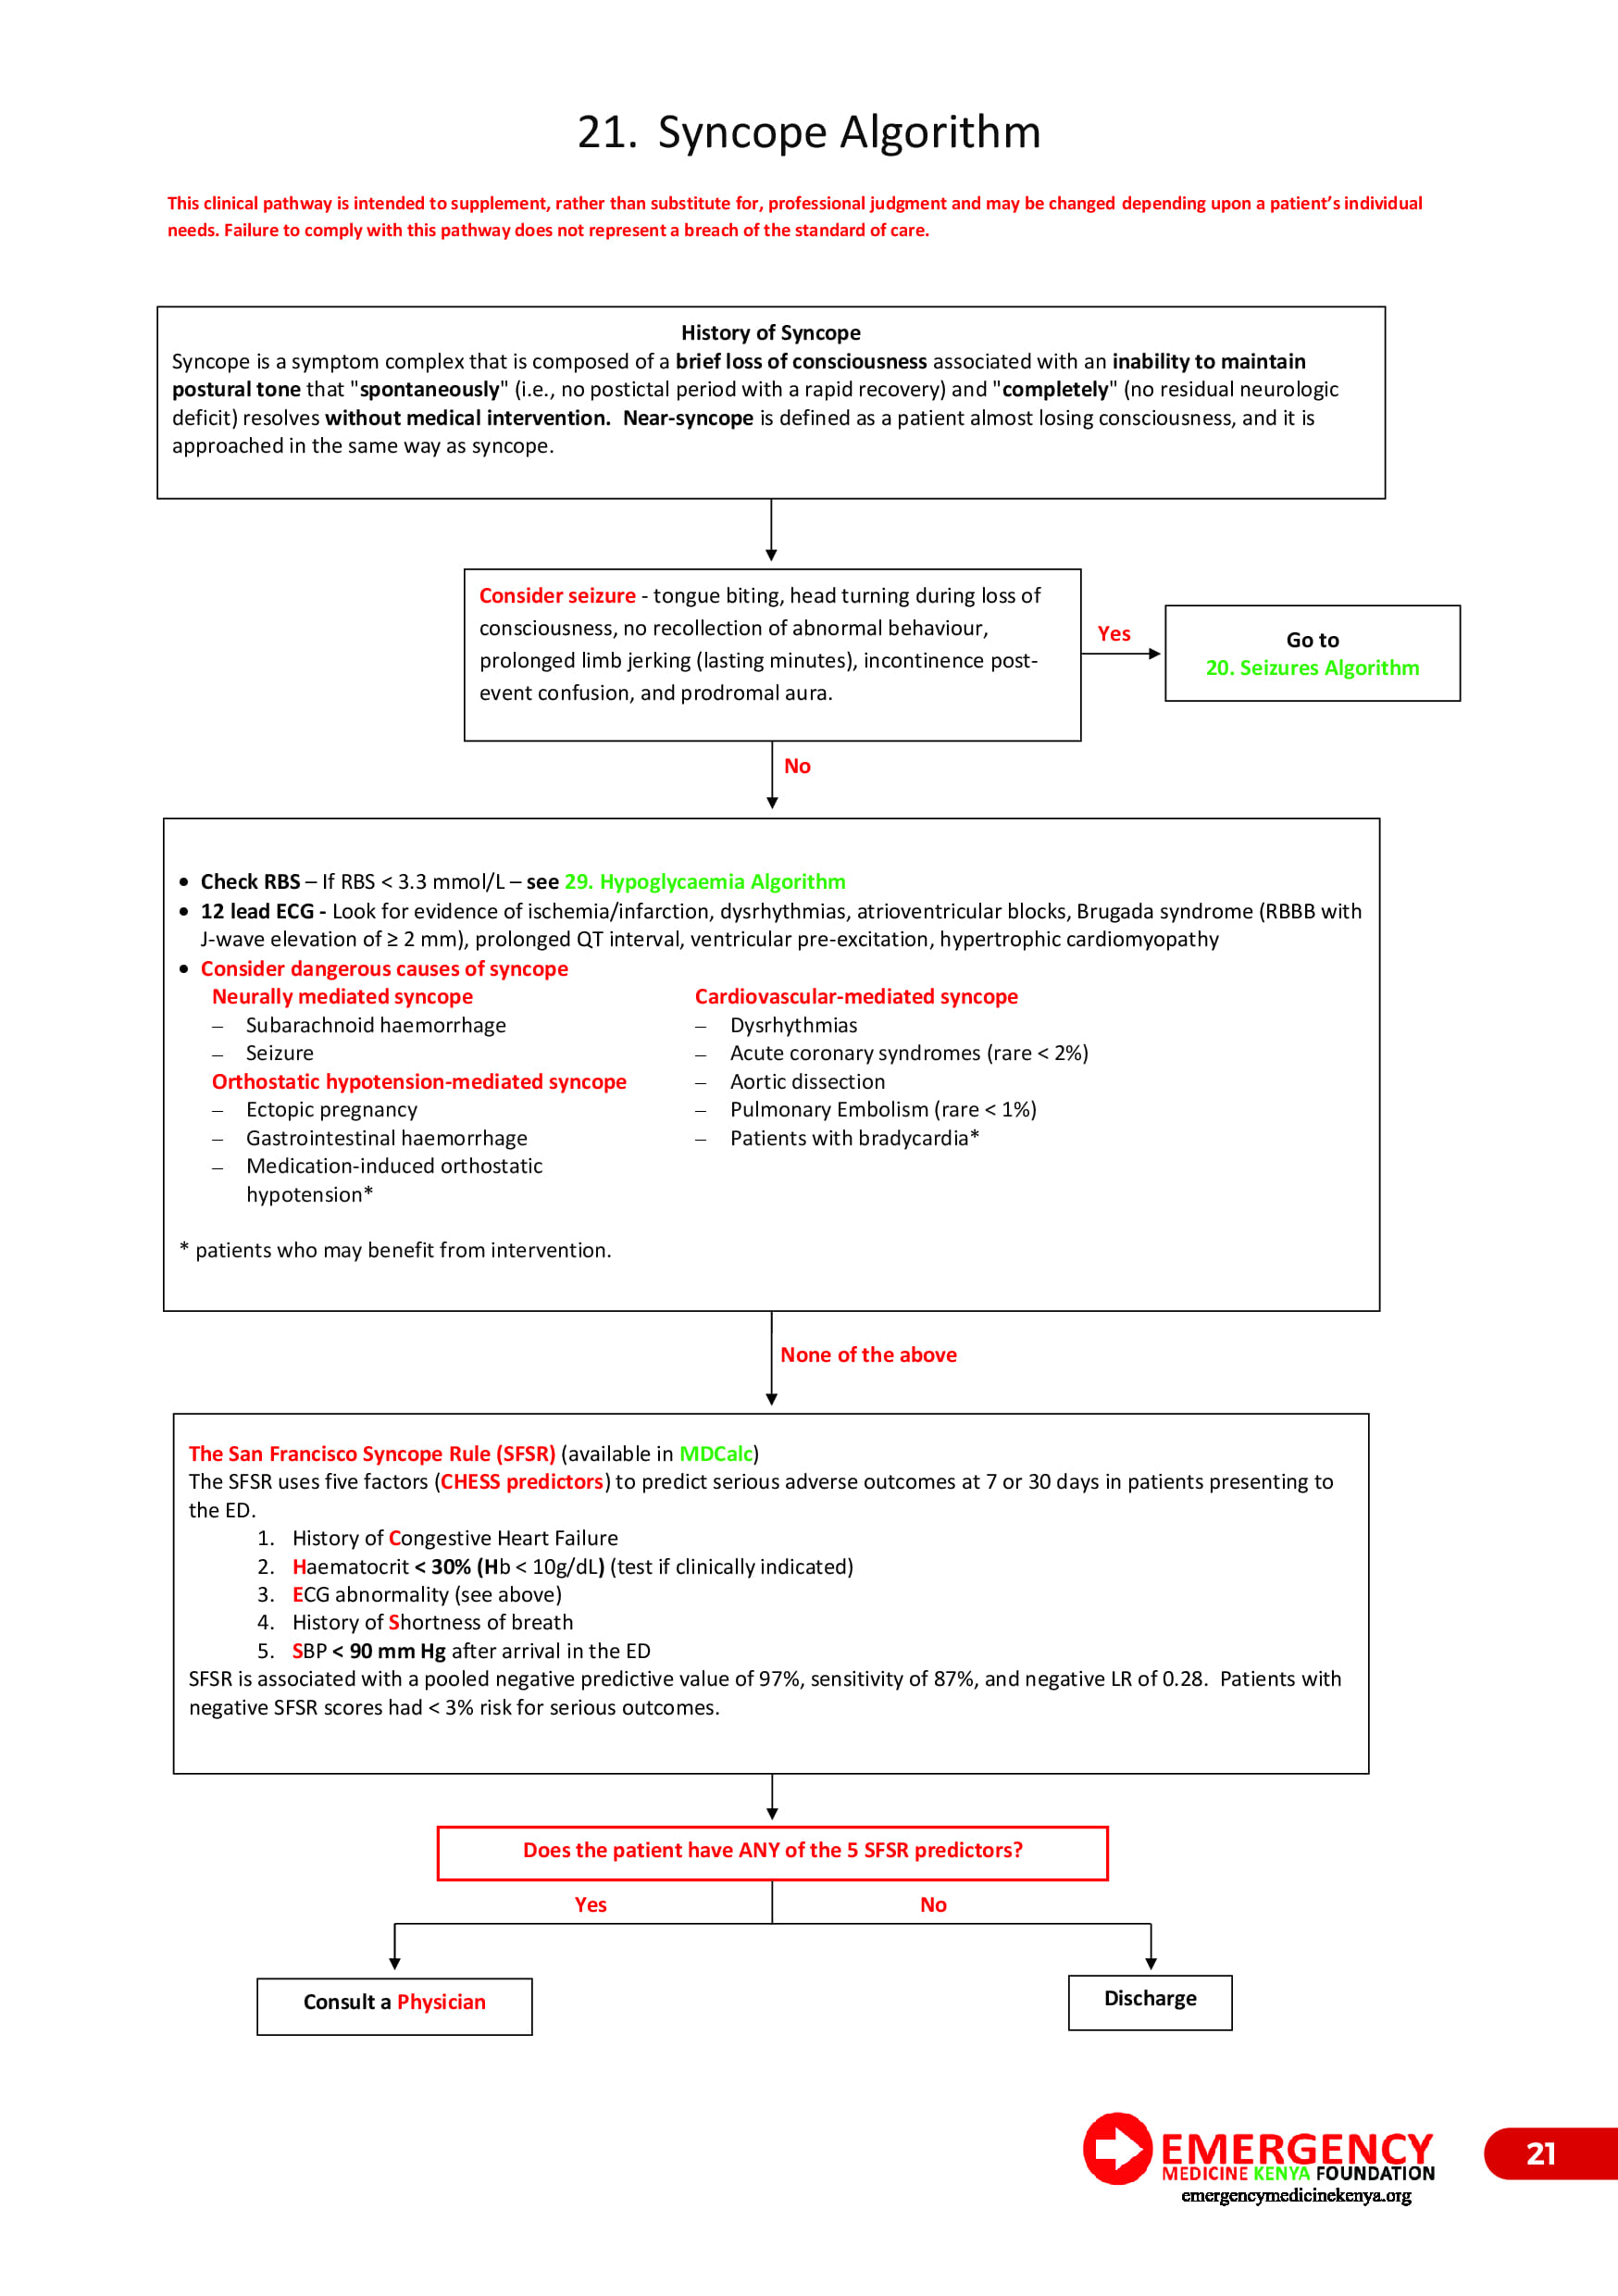 21. Syncope Algorithm
This clinical pathway is intended to supplement, rather than substitute for, professional judgment and may be changed depending upon a patient’s individual
needs. Failure to comply with this pathway does not represent a breach of the standard of care.
History of Syncope
Syncope is a symptom complex that is composed of a brief loss of consciousness associated with an inability to maintain
postural tone that "spontaneously" (i.e., no postictal period with a rapid recovery) and "completely" (no residual neurologic
deficit) resolves without medical intervention. Near-syncope is defined as a patient almost losing consciousness, and it is
approached in the same way as syncope.
Consider seizure - tongue biting, head turning during loss of
consciousness, no recollection of abnormal behaviour,
prolonged limb jerking (lasting minutes), incontinence post-
event confusion, and prodromal aura.
Yes
Go to
20. Seizures Algorithm
No
• Check RBS – If RBS < 3.3 mmol/L – see 29. Hypoglycaemia Algorithm
• 12 lead ECG - Look for evidence of ischemia/infarction, dysrhythmias, atrioventricular blocks, Brugada syndrome (RBBB with
J-wave elevation of ≥ 2 mm), prolonged QT interval, ventricular pre-excitation, hypertrophic cardiomyopathy
• Consider dangerous causes of syncope
Neurally mediated syncope
– Subarachnoid haemorrhage
– Seizure
Orthostatic hypotension-mediated syncope
– Ectopic pregnancy
– Gastrointestinal haemorrhage
– Medication-induced orthostatic
hypotension*
Cardiovascular-mediated syncope
– Dysrhythmias
– Acute coronary syndromes (rare < 2%)
– Aortic dissection
– Pulmonary Embolism (rare < 1%)
– Patients with bradycardia*
* patients who may benefit from intervention.
None of the above
The San Francisco Syncope Rule (SFSR) (available in MDCalc)
The SFSR uses five factors (CHESS predictors) to predict serious adverse outcomes at 7 or 30 days in patients presenting to
the ED.
1. History of Congestive Heart Failure
2. Haematocrit < 30% (Hb < 10g/dL) (test if clinically indicated)
3. ECG abnormality (see above)
4. History of Shortness of breath
5. SBP < 90 mm Hg after arrival in the ED
SFSR is associated with a pooled negative predictive value of 97%, sensitivity of 87%, and negative LR of 0.28. Patients with
negative SFSR scores had < 3% risk for serious outcomes.
Does the patient have ANY of the 5 SFSR predictors?
Yes
No
Consult a Physician
Discharge
EMERGENCY
MEDICINE KENYA FOUNDATION
emergencymedicinekenya.org
21